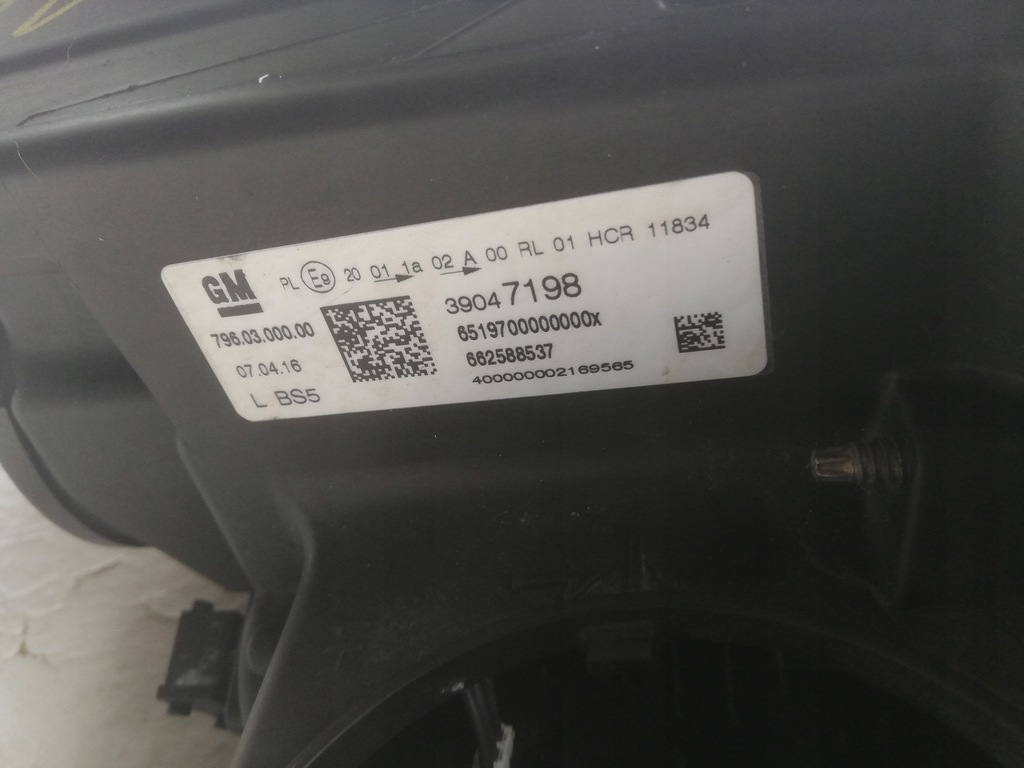 GM PL E9 20 01 1a 02 A 00 RL 01 HCR 11834
796.03.000.00
07.04.16
L BS5
39047198
6519700000000x
662588537
400000002169565